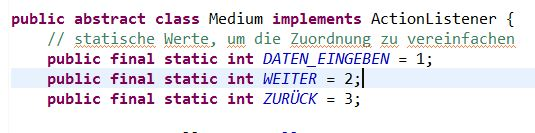 public abstract class Medium implements ActionListener {
// statische Werte, um die Zuordnung zu vereinfachen
public final static int DATEN_EINGEBEN = 1;
public final static int WEITER = 2;
public final static int ZURÜCK = 3;